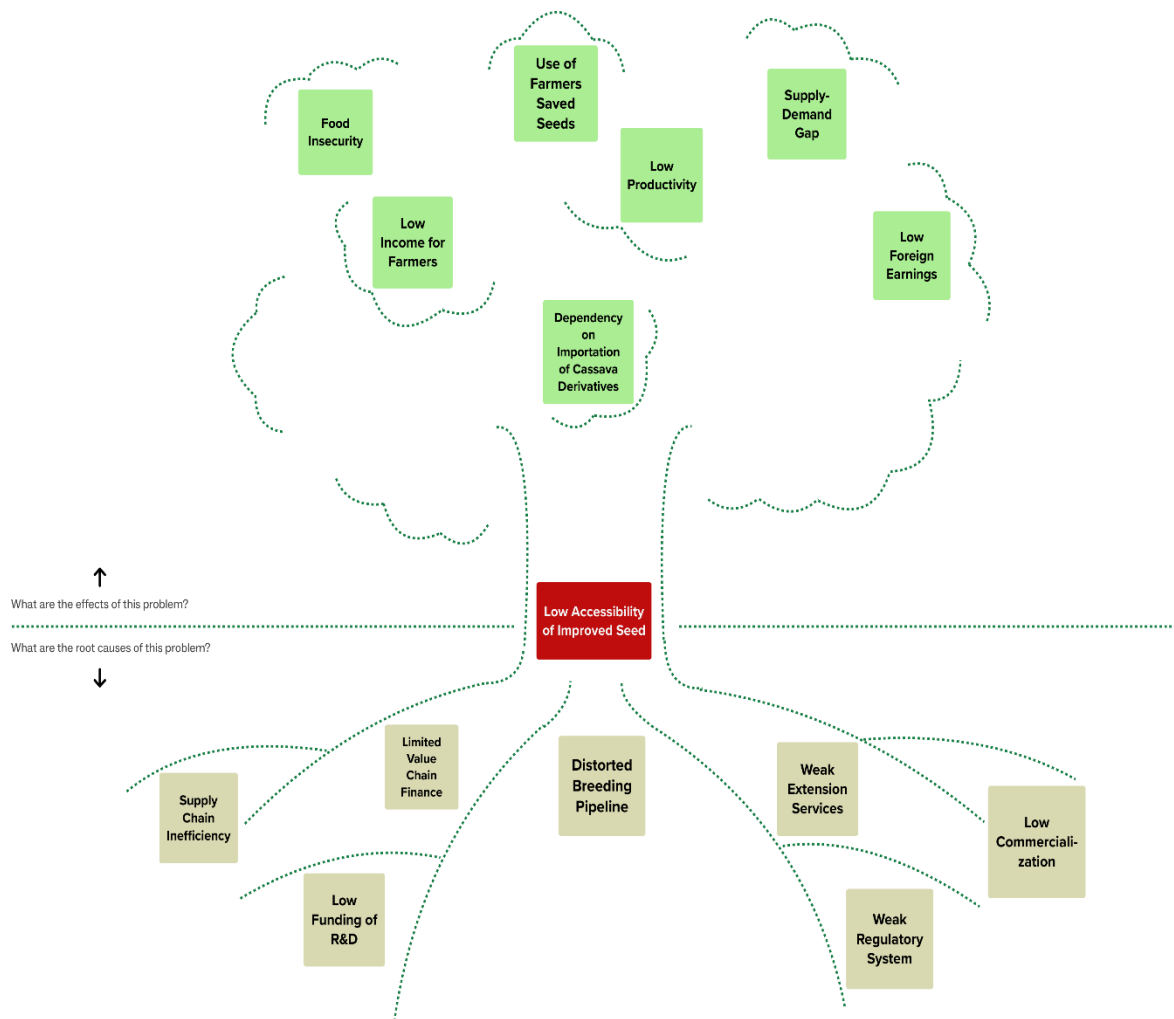 Use of
Farmers
Saved
Seeds
Supply-
Demand
Gap
Food
Insecurity
Low
Productivity
Low
Income for
Farmers
Low
Foreign
Earnings
Dependency
on
Importation
of Cassava
Derivatives
What are the effects of this problem?
Low Accessibility
of Improved Seed
What are the root causes of this problem?
Limited
Value
Chain
Finance
Distorted
Breeding
Pipeline
Weak
Extension
Services
Supply
Chain
Inefficiency
Low
Commerciali-
zation
Low
Funding of
R&D
Weak
Regulatory
System